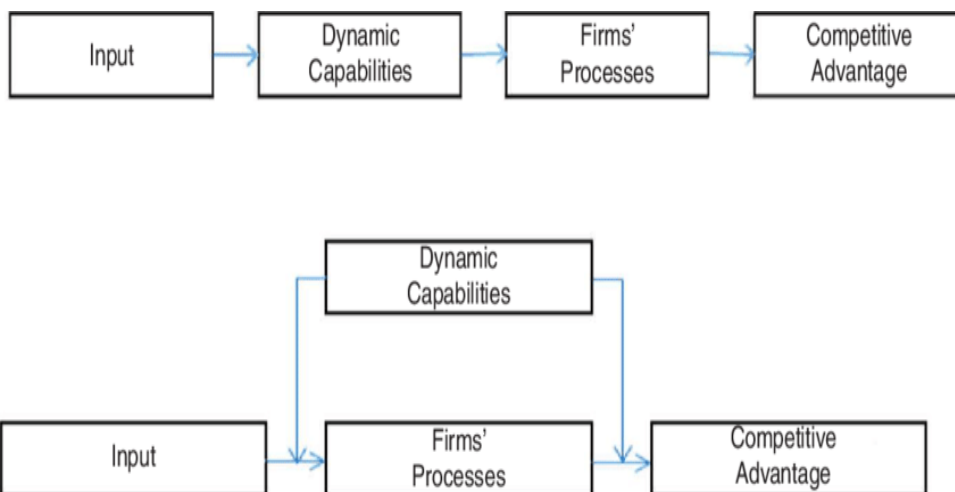 Input
Dynamic
Capabilities
Firms'
Processes
Competitive
Advantage
Dynamic
Capabilities
Input
Firms'
Processes
Competitive
Advantage